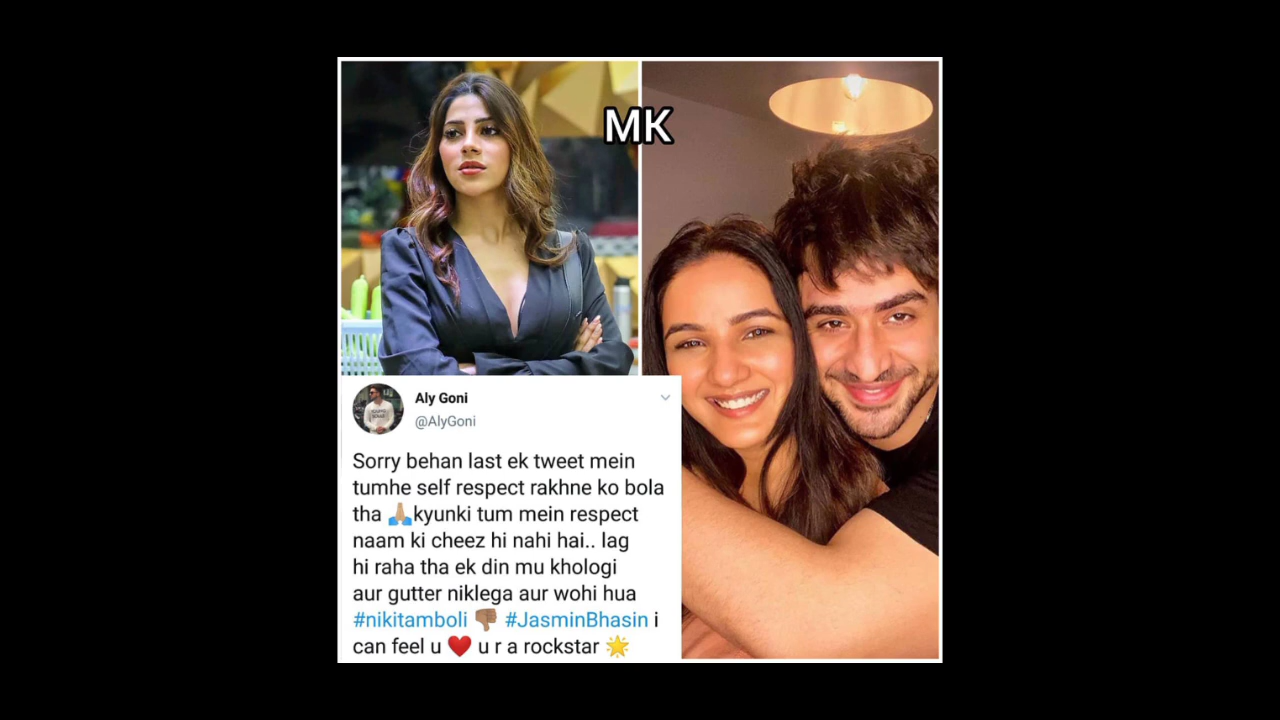 MK
Aly Goni
@AlyGoni
Sorry behan last ek tweet mein
tumhe self respect rakhne ko bola
tha 🙏🏼kyunki tum mein respect
naam ki cheez hi nahi hai.. lag
hi raha tha ek din mu khologi
aur gutter niklega aur wohi hua
#nikitamboli 👎🏽 #JasminBhasin i
can feel u ❤️ u r a rockstar 🌟